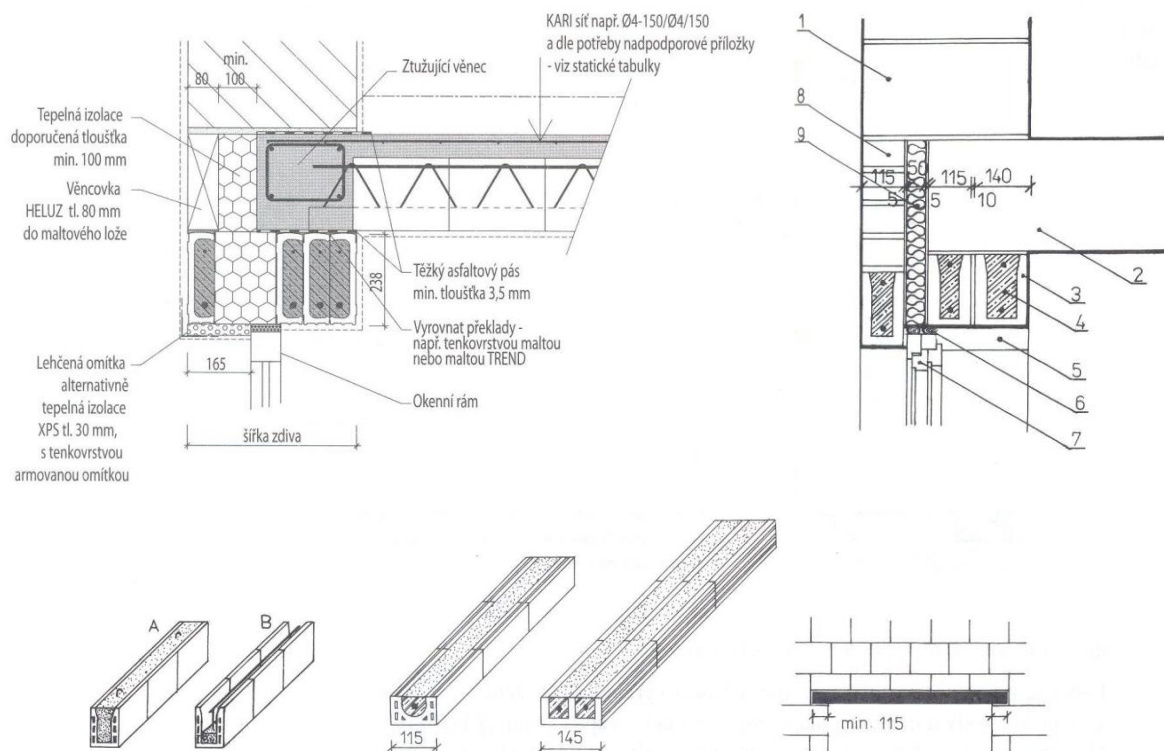 KARI síť např. Ø4-150/Ø4/150
a dle potřeby nadpodporové příložky
- viz statické tabulky
Ztužující věnec
min.
80
100
Tepelná izolace
doporučená tloušťka
min. 100 mm
Věncovka
HELUZ tl. 80 mm
do maltového lože
238
Těžký asfaltový pás
min. tloušťka 3,5 mm
Vyrovnat překlady -
např. tenkovrstvou maltou
nebo maltou TREND
Lehčená omítka
alternativně
tepelná izolace
XPS tl. 30 mm,
s tenkovrstvou
armovanou omítkou
165
Okenní rám
šířka zdiva
1
8
9
50
115
115
140
5
5
10
2
3
4
5
6
7
A
B
115
145
min. 115